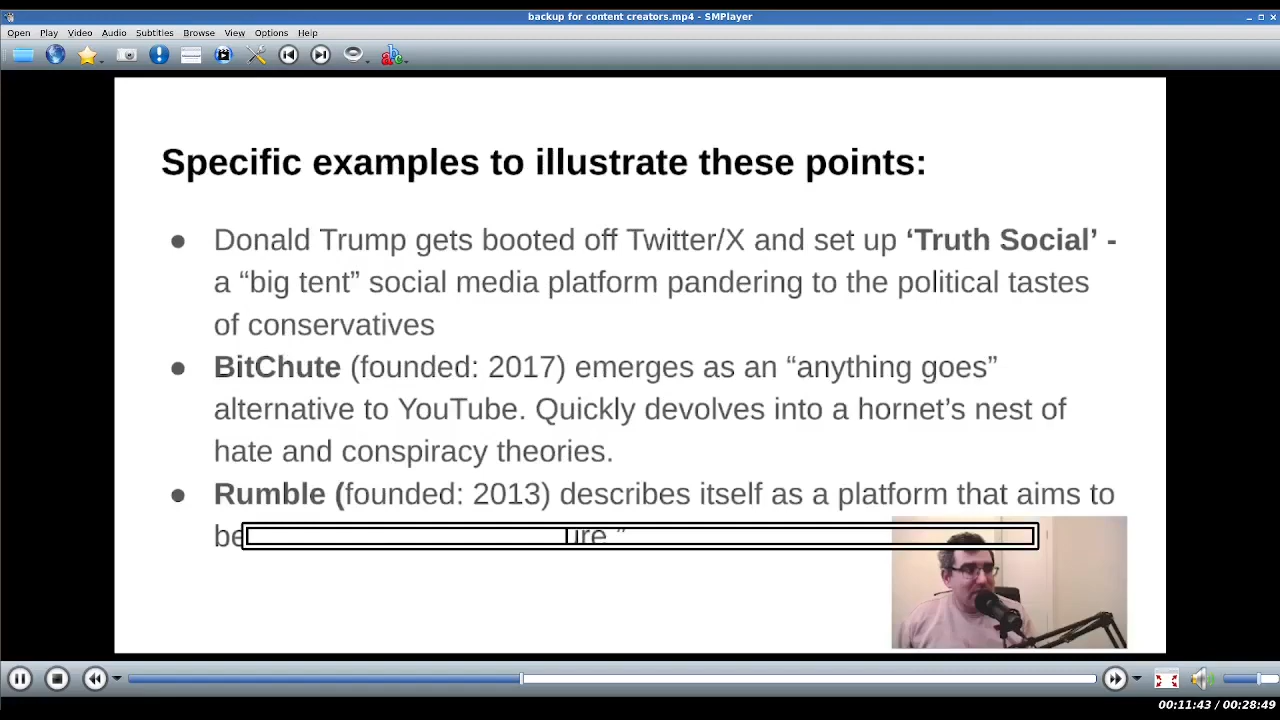 backup for content creators.mp4 - SMPlayer
Open Play Video Audio Subtitles Browse View Options Help
Specific examples to illustrate these points:
● Donald Trump gets booted off Twitter/X and set up ‘Truth Social’ -
a “big tent” social media platform pandering to the political tastes
of conservatives
● BitChute (founded: 2017) emerges as an “anything goes”
alternative to YouTube. Quickly devolves into a hornet’s nest of
hate and conspiracy theories.
● Rumble (founded: 2013) describes itself as a platform that aims to
be
00:11:43 / 00:28:49